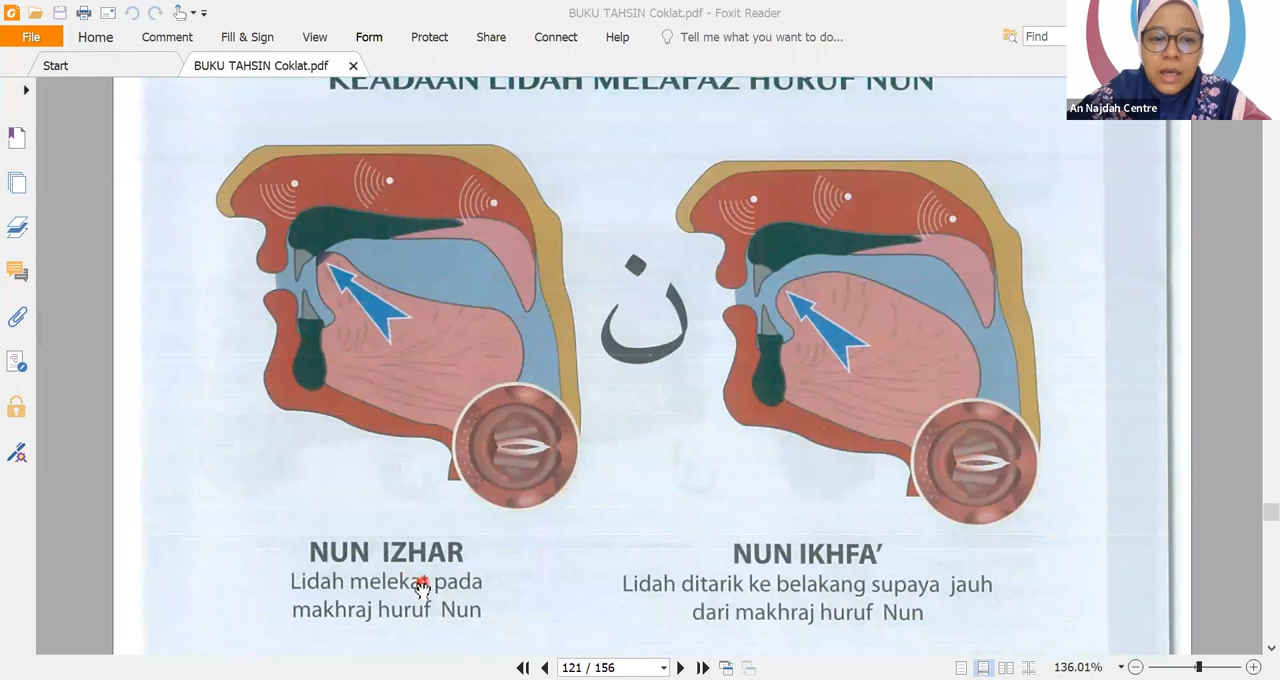 BUKU TAHSIN Coklat.pdf - Foxit Reader
File Home Comment Fill & Sign View Form Protect Share Connect Help Tell me what you want to do... Find
Start BUKU TAHSIN Coklat.pdf
An Najdah Centre
KEADAAN LIDAH MELAFAZ HURUF NUN
ن
NUN IZHAR
Lidah melekat pada
makhraj huruf Nun
NUN IKHFA'
Lidah ditarik ke belakang supaya jauh
dari makhraj huruf Nun
121 / 156
136.01%